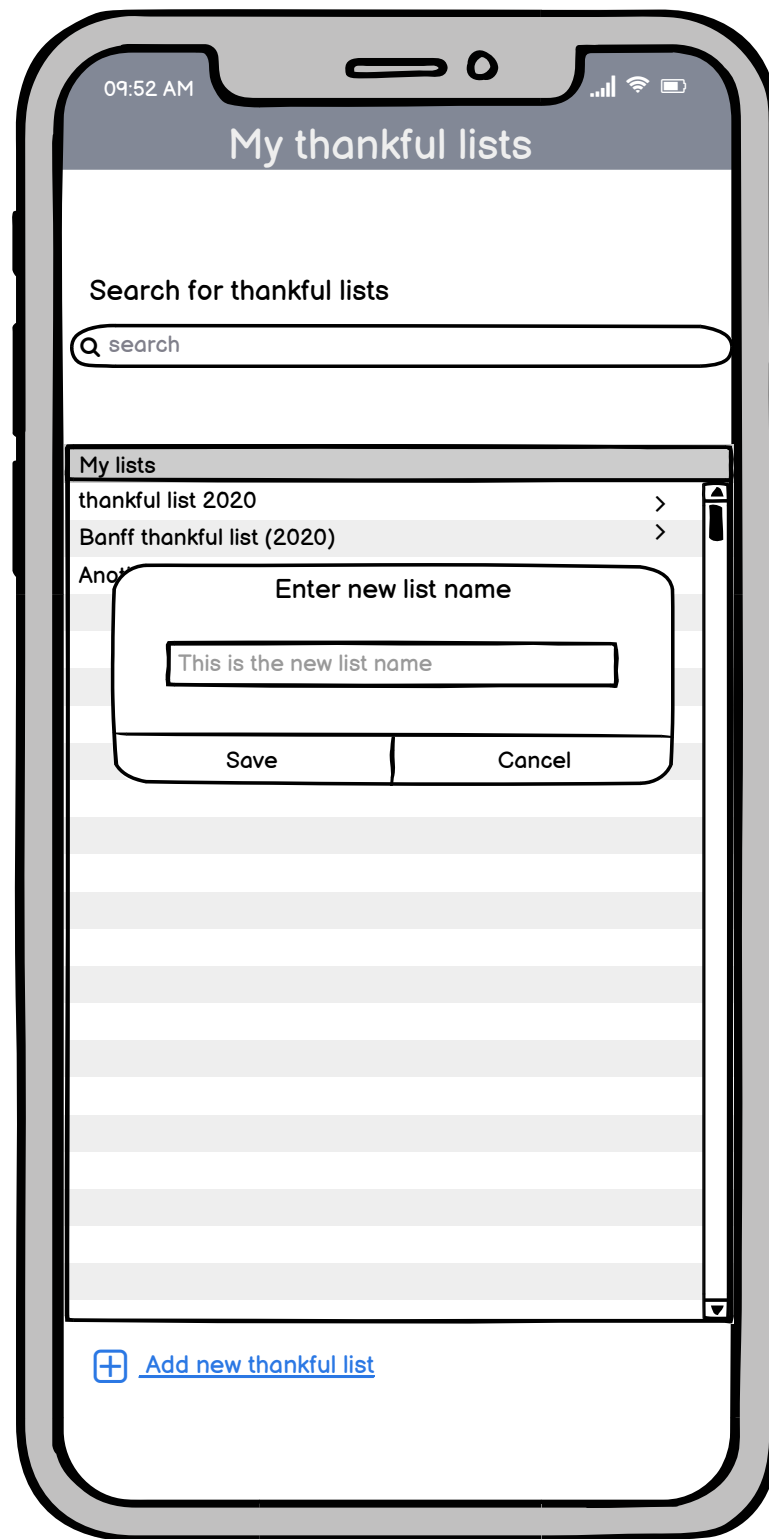 09:52 AM
My thankful lists
Search for thankful lists
search
My lists
thankful list 2020
Banff thankful list (2020)
Enter new list name
This is the new list name
Save
Cancel
Add new thankful list